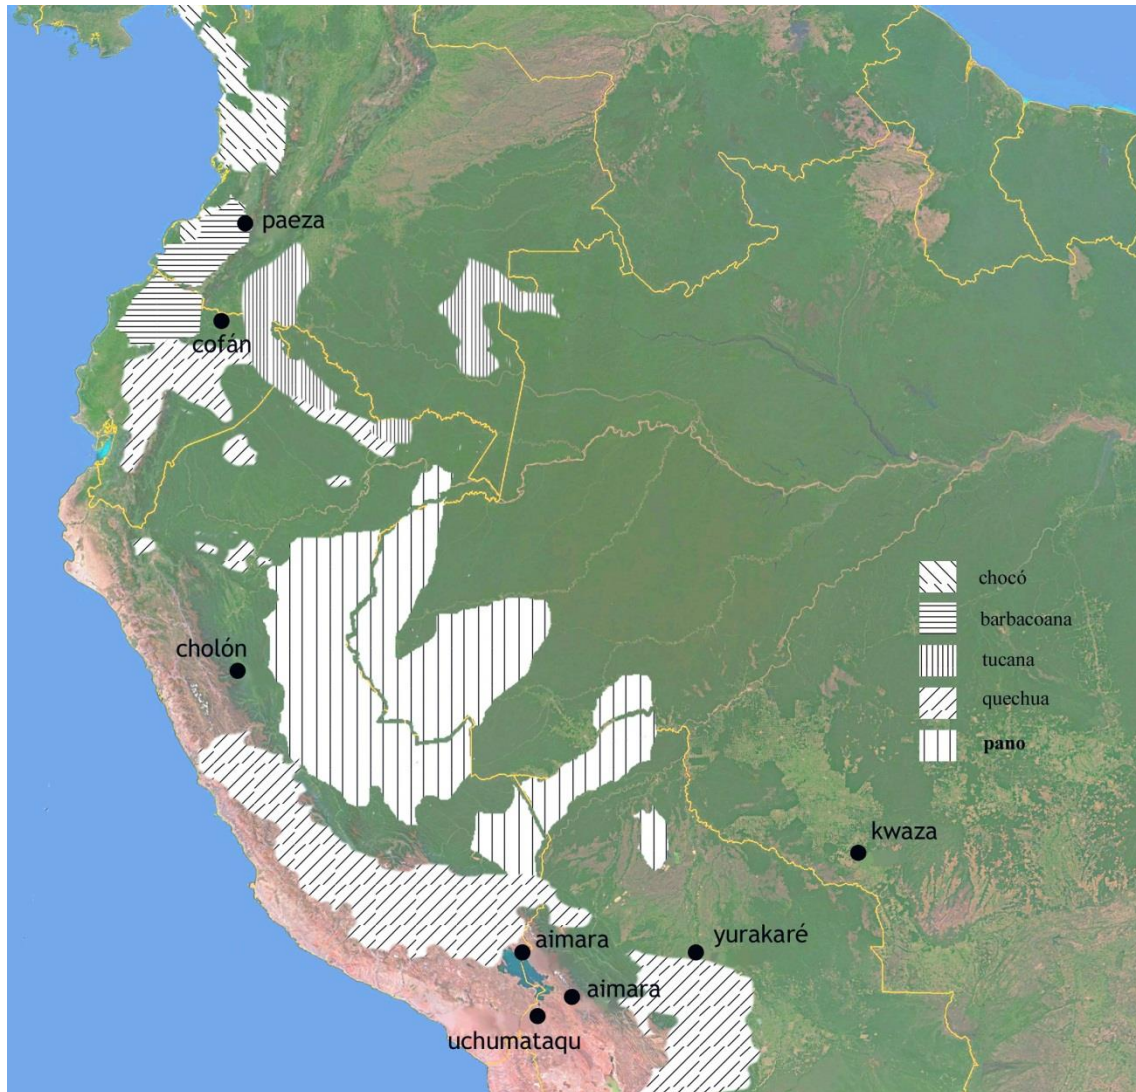 paeza
cofán
chocó
barbacoana
cholón
tucana
quechua
pano
kwaza
aimara
yurakaré
aimara
uchumataqu